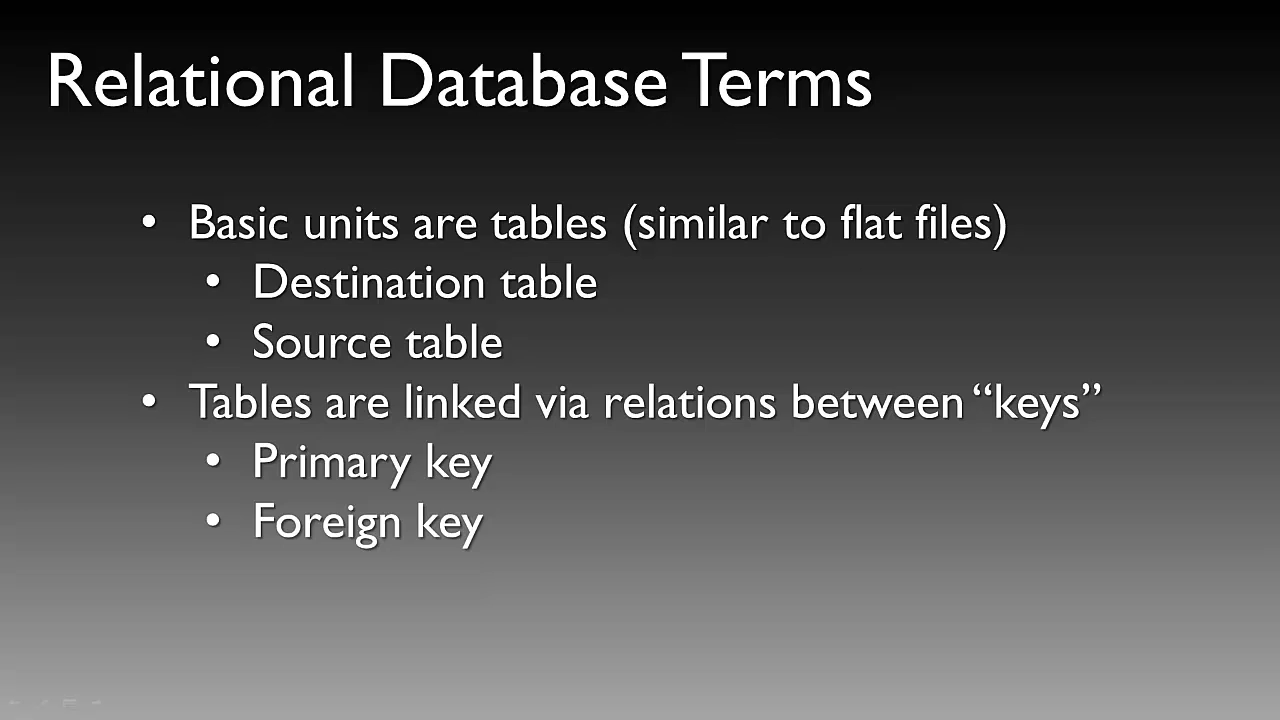 Relational Database Terms
• Basic units are tables (similar to flat files)
• Destination table
• Source table
• Tables are linked via relations between “keys”
• Primary key
• Foreign key